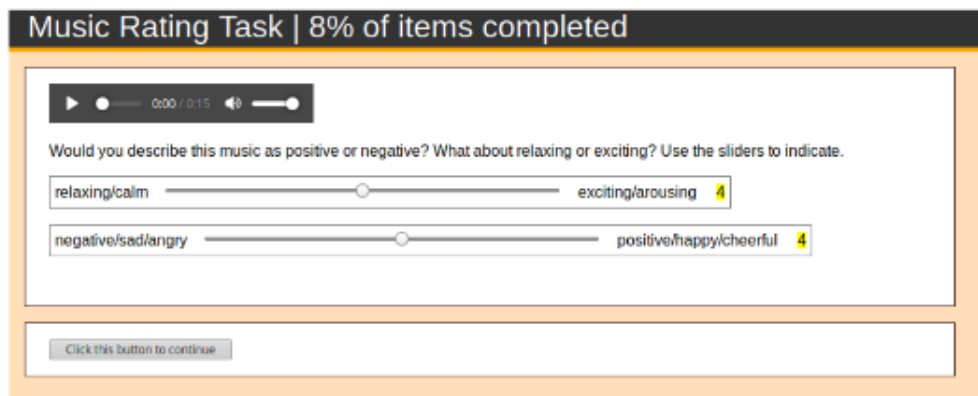 Music Rating Task | 8% of items completed
0:00 / 0:15
Would you describe this music as positive or negative? What about relaxing or exciting? Use the sliders to indicate.
relaxing/calm exciting/arousing 4
negative/sad/angry positive/happy/cheerful 4
Click this button to continue